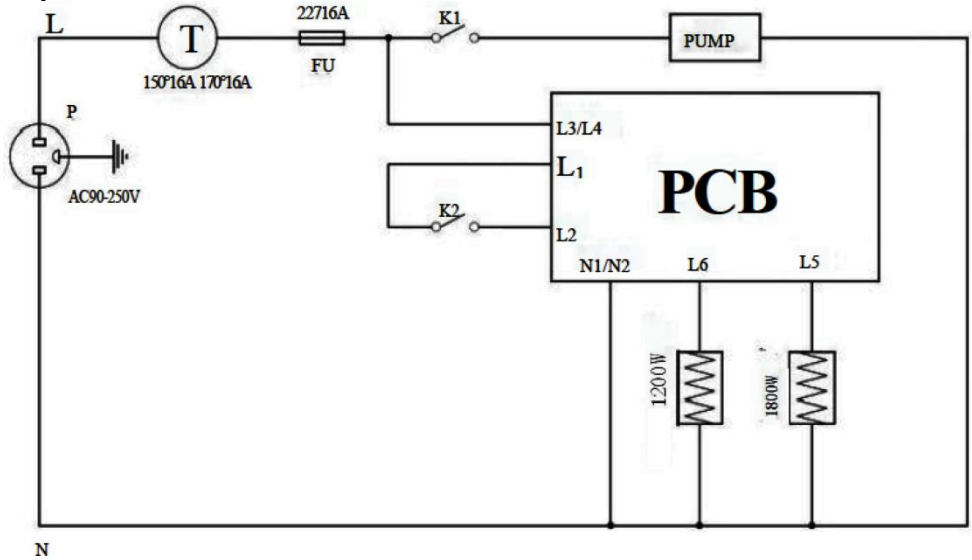 L
T
150°16A 170°16A
22716A
FU
K1
PUMP
P
AC90-250V
L3/L4
L₁
K2
L2
PCB
N1/N2
L6
L5
1200W
1800W
N